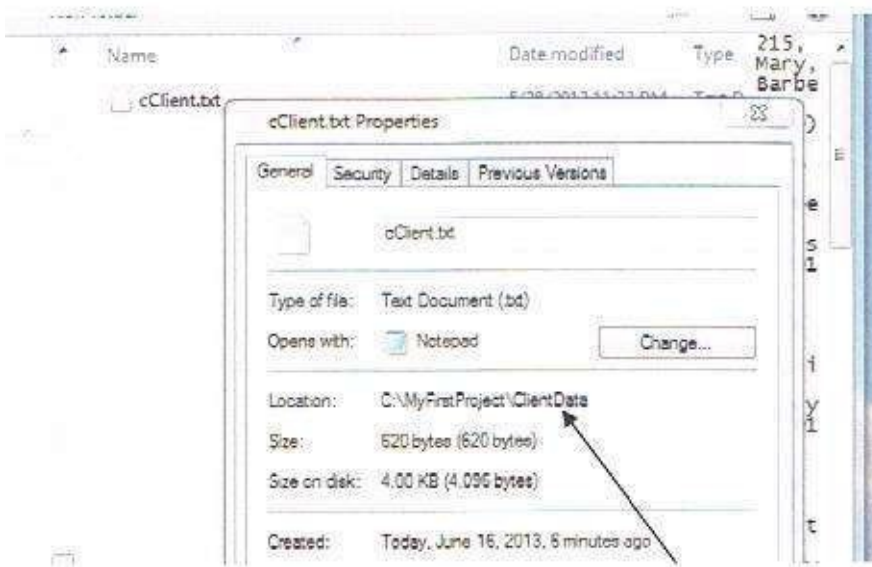 Name Date modified Type 215,
Mary,
Barbe
cClient.txt
cClient.txt Properties
)
General Security Details Previous Versions
e
cClient.txt
s
i
Type of file: Text Document (.txt)
Opens with: Notepad Change...
i
Location: C:\MyFirstProject\ClientData
y
i
Size: 620 bytes (620 bytes)
Size on disk: 4.00 KB (4,096 bytes)
t
Created: Today, June 16, 2013, 6 minutes ago